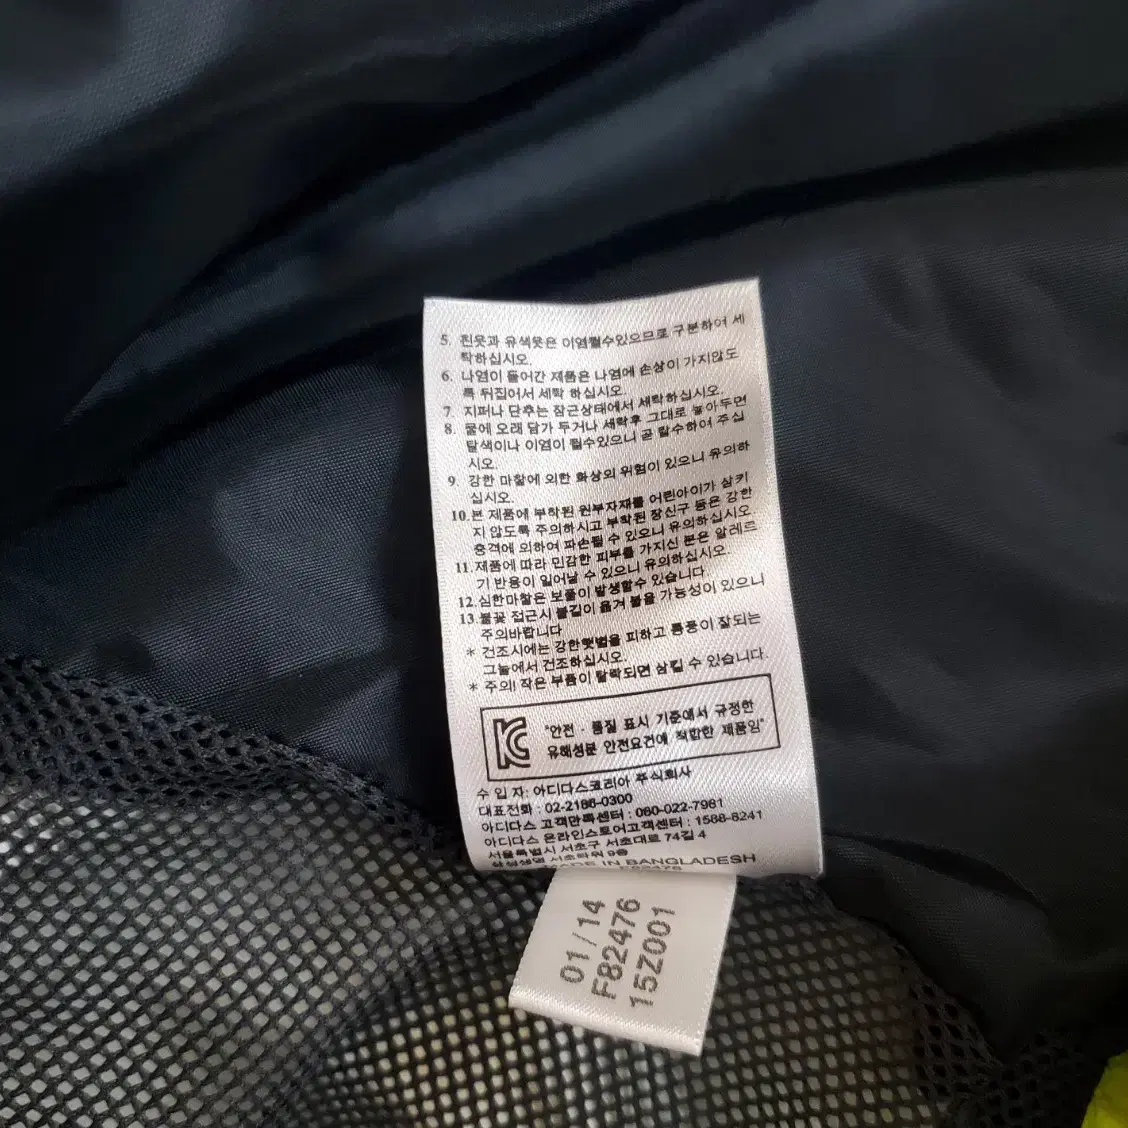 5. 흰옷과 유색옷은 이염될수있으므로 구분하여 세
탁하십시오.
6. 나염이 들어간 제품은 나염에 손상이 가지않도
록 뒤집어서 세탁 하십시오.
7. 지퍼나 단추는 잠근상태에서 세탁하십시오.
8. 물에 오래 담가 두거나 세탁후 그대로 놓아두면
탈색이나 이염이 될수있으니 곧 탈수하여 주십
시오.
9. 강한 마찰에 의한 화상의 위험이 있으니 유의하
십시오.
10.본 제품에 부착된 원부자재를 어린아이가 삼키
지 않도록 주의하시고 부착된 장신구 등은 강한
충격에 의하여 파손될 수 있으니 유의하십시오
11.제품에 따라 민감한 피부를 가지신 분은 알레르
기 반응이 일어날 수 있으니 유의하십시오.
12.심한마찰은 보풀이 발생할수 있습니다
13.불꽃 접근시 불길이 옮겨 붙을 가능성이 있으니
주의바랍니다
* 건조시에는 강한햇볕을 피하고 통풍이 잘되는
그늘에서 건조하십시오.
* 주의! 작은 부품이 탈락되면 삼킬 수 있습니다.
KC "안전 · 품질 표시 기준에서 규정한
유해성분 안전요건에 적합한 제품임"
수 입 자: 아디다스코리아 주식회사
대표전화 : 02-2186-0300
아디다스 고객만족센터 : 080-022-7981
아디다스 온라인스토어고객센터 : 1588-8241
서울특별시 서초구 서초대로 74길 4
삼성생명 서초타워 9층
MADE IN BANGLADESH
F82476
01/14
F82476
15Z001